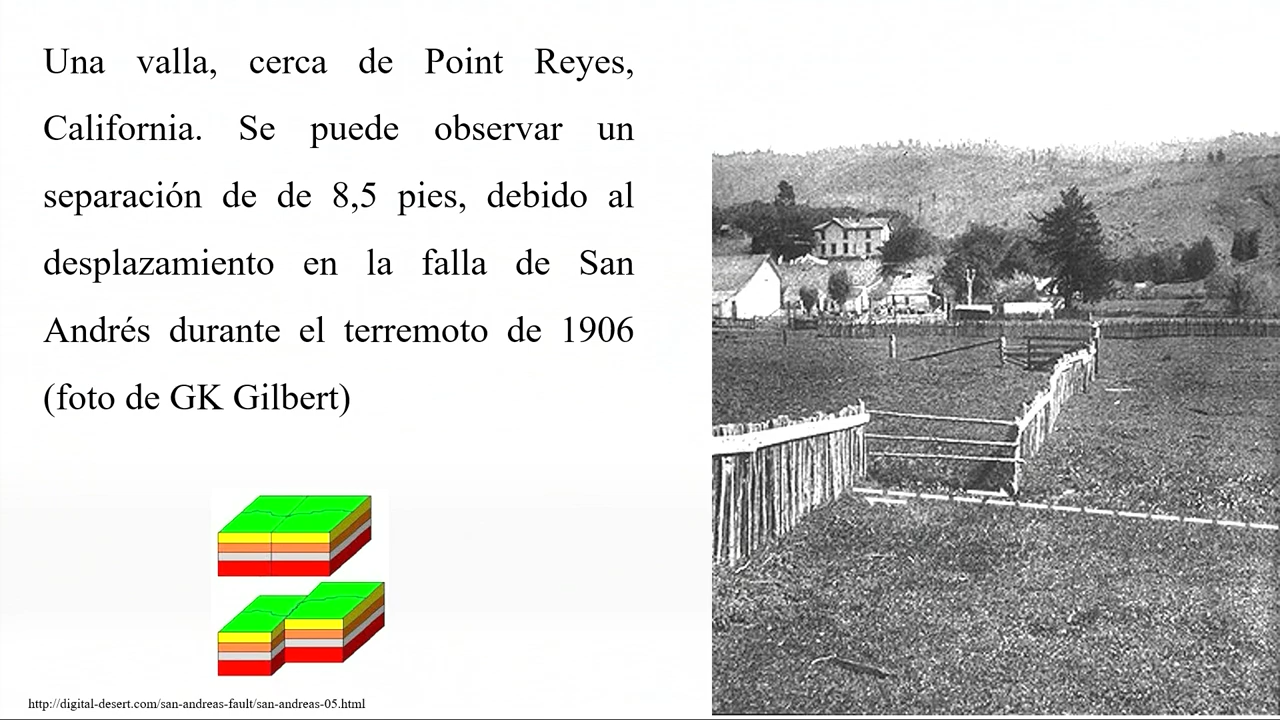 Una valla, cerca de Point Reyes,
California. Se puede observar un
separación de de 8,5 pies, debido al
desplazamiento en la falla de San
Andrés durante el terremoto de 1906
(foto de GK Gilbert)
http://digital-desert.com/san-andreas-fault/san-andreas-05.html